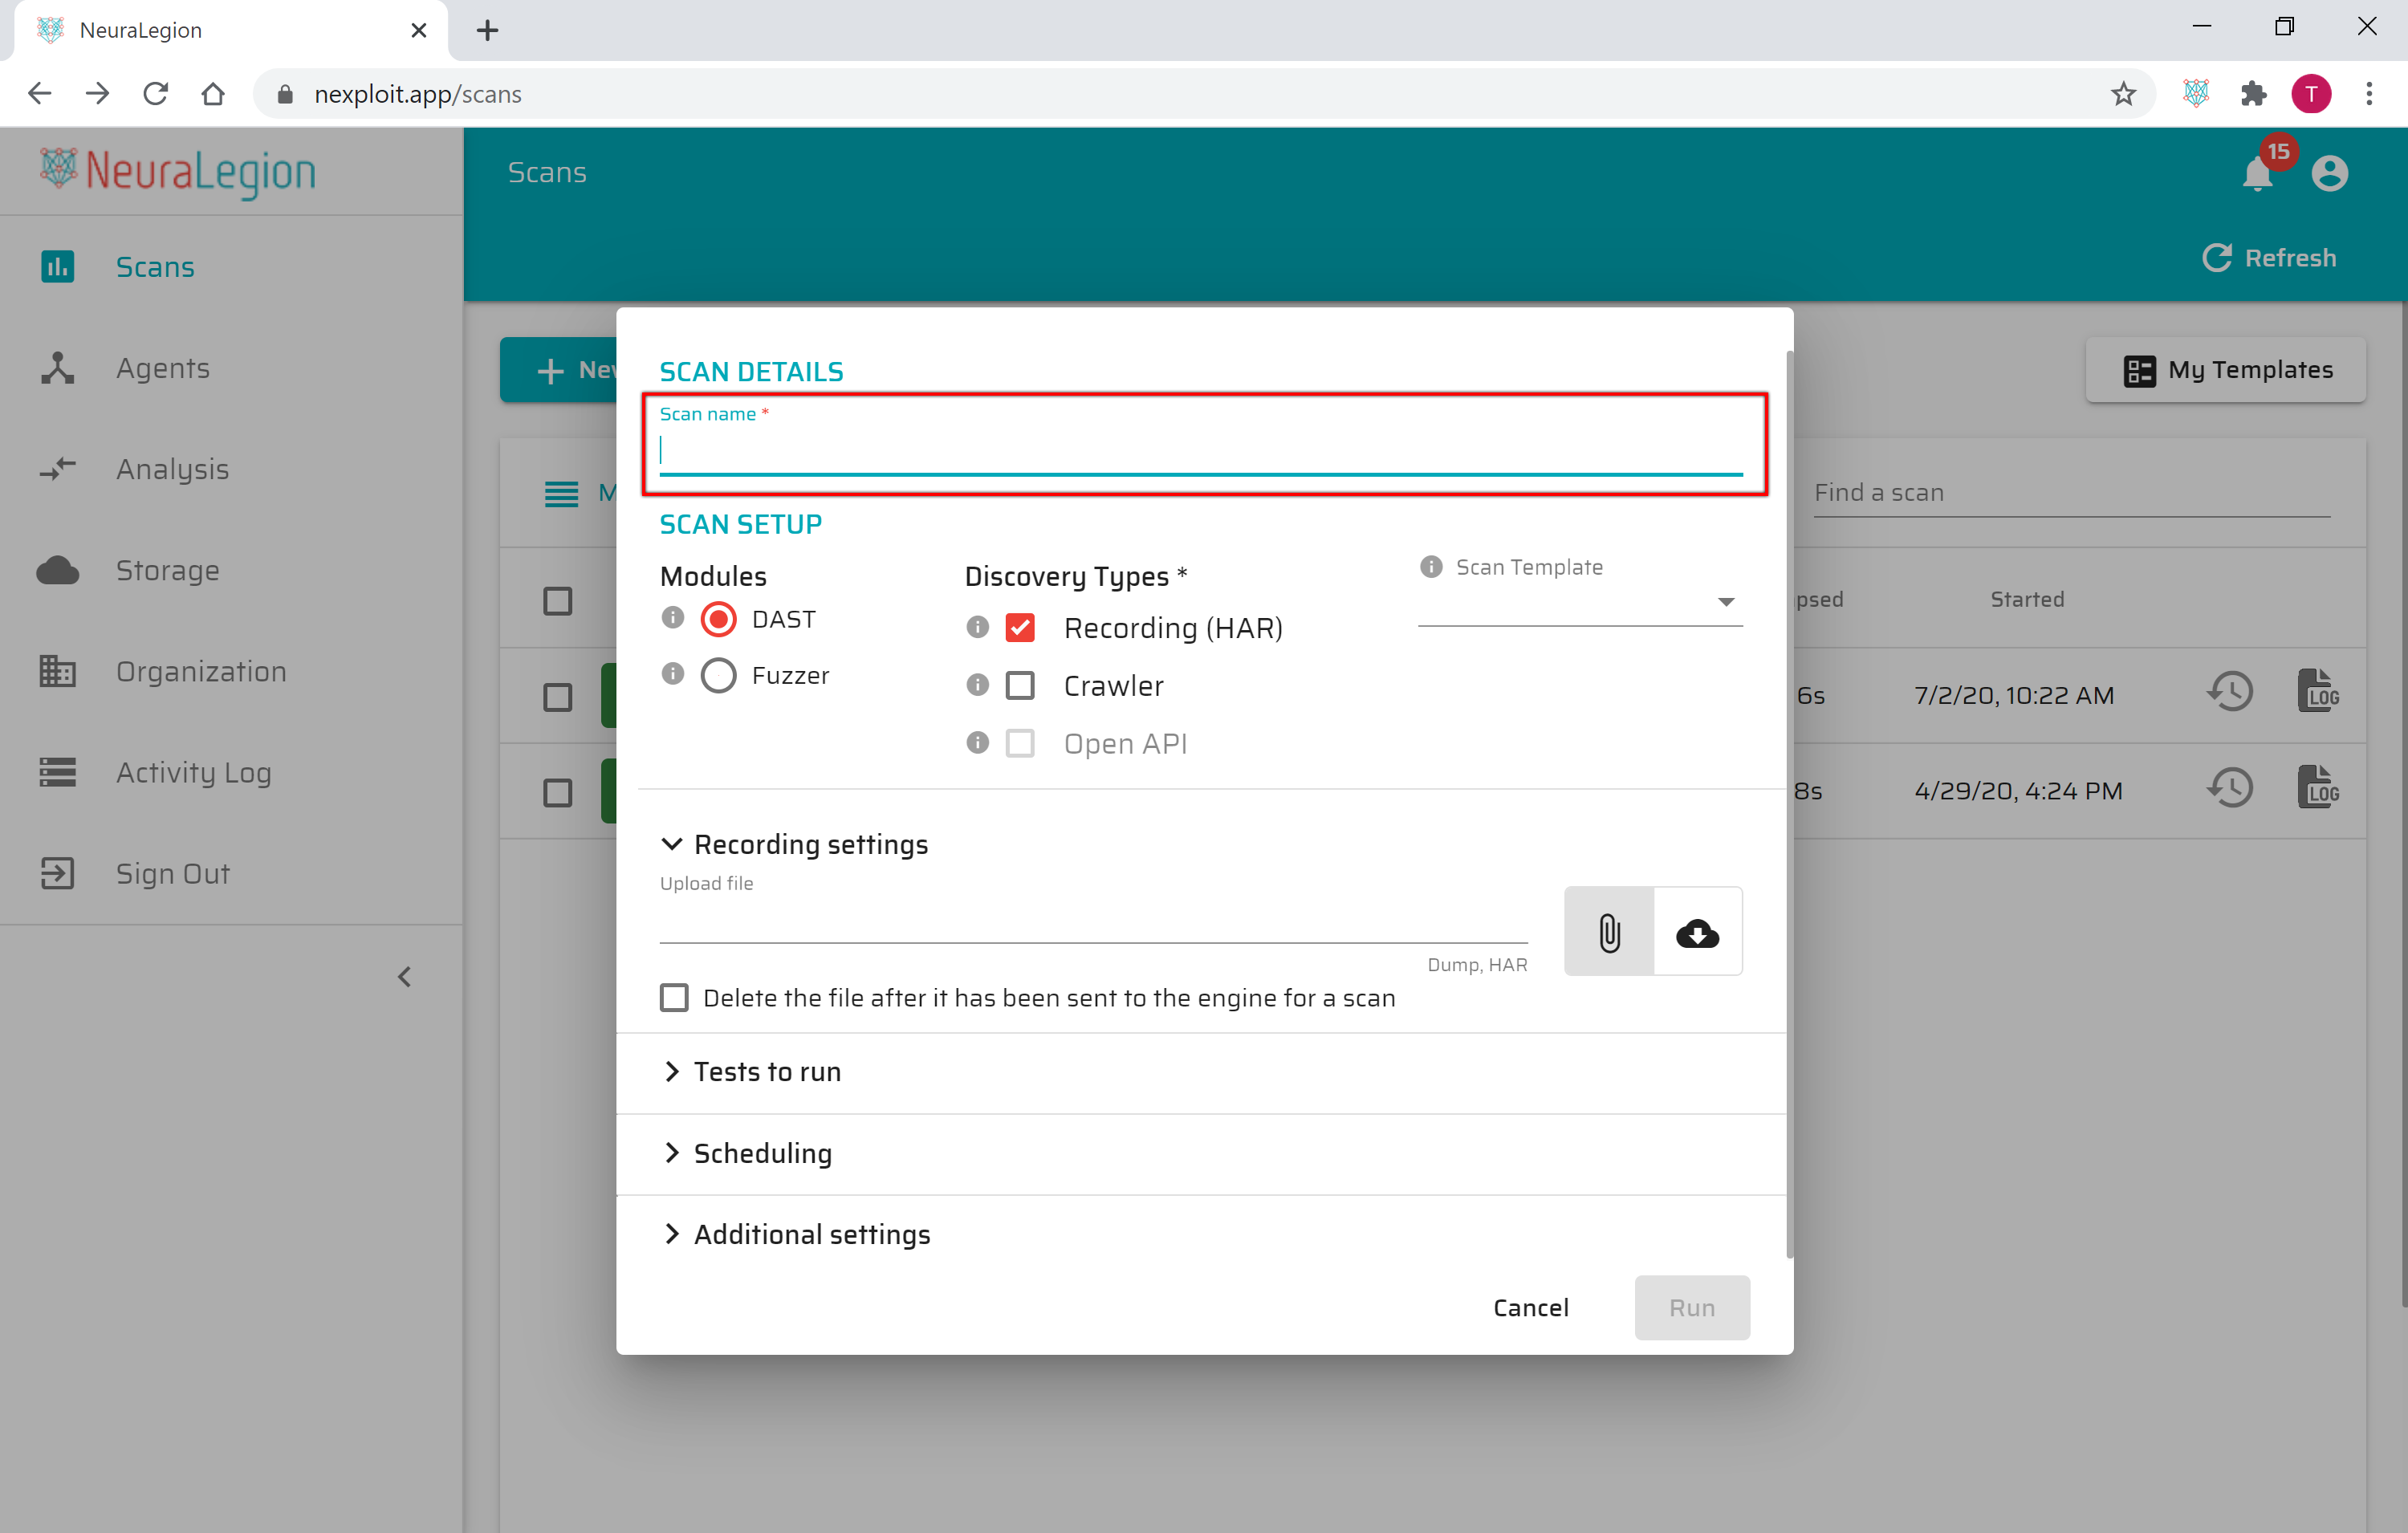 NeuraLegion
nexploit.app/scans
T
NeuraLegion
Scans
15
Refresh
Scans
Agents
Analysis
Storage
Organization
Activity Log
Sign Out
My Templates
Find a scan
Started
6s
7/2/20, 10:22 AM
LOG
8s
4/29/20, 4:24 PM
LOG
SCAN DETAILS
Scan name *
SCAN SETUP
Modules
DAST
Fuzzer
Discovery Types *
Recording (HAR)
Crawler
Open API
Scan Template
Recording settings
Upload file
Dump, HAR
Delete the file after it has been sent to the engine for a scan
Tests to run
Scheduling
Additional settings
Cancel
Run